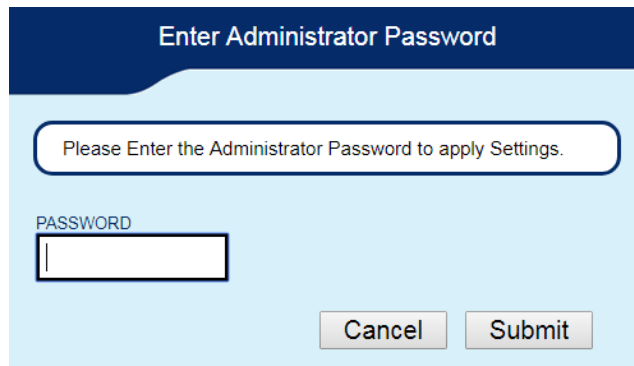 Enter Administrator Password
Please Enter the Administrator Password to apply Settings.
PASSWORD
Cancel Submit